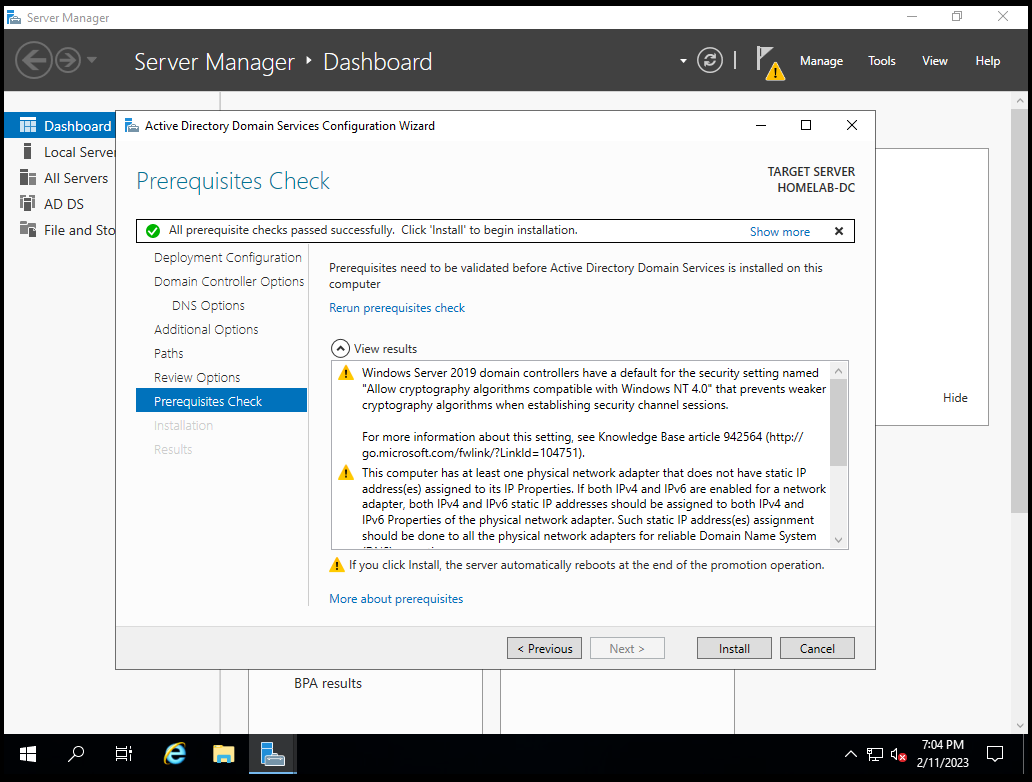 Server Manager
Server Manager ‣ Dashboard
Manage Tools View Help
Dashboard
Local Server
All Servers
AD DS
File and Sto
Active Directory Domain Services Configuration Wizard
Prerequisites Check
TARGET SERVER
HOMELAB-DC
All prerequisite checks passed successfully. Click 'Install' to begin installation.
Show more
Deployment Configuration
Domain Controller Options
DNS Options
Additional Options
Paths
Review Options
Prerequisites Check
Installation
Results
Prerequisites need to be validated before Active Directory Domain Services is installed on this
computer
Rerun prerequisites check
View results
Windows Server 2019 domain controllers have a default for the security setting named
"Allow cryptography algorithms compatible with Windows NT 4.0" that prevents weaker
cryptography algorithms when establishing security channel sessions.
For more information about this setting, see Knowledge Base article 942564 (http://
go.microsoft.com/fwlink/?LinkId=104751).
This computer has at least one physical network adapter that does not have static IP
address(es) assigned to its IP Properties. If both IPv4 and IPv6 are enabled for a network
adapter, both IPv4 and IPv6 static IP addresses should be assigned to both IPv4 and
IPv6 Properties of the physical network adapter. Such static IP address(es) assignment
should be done to all the physical network adapters for reliable Domain Name System
If you click Install, the server automatically reboots at the end of the promotion operation.
More about prerequisites
< Previous
Next >
Install
Cancel
Hide
BPA results
7:04 PM
2/11/2023